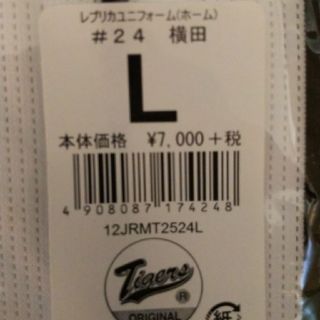 レプリカユニフォーム(ホーム)
#24 横田
L
本体価格 ¥7,000+税
4 908087 174248
12JRMT2524L
Tigers
®
ORIGINAL
紙